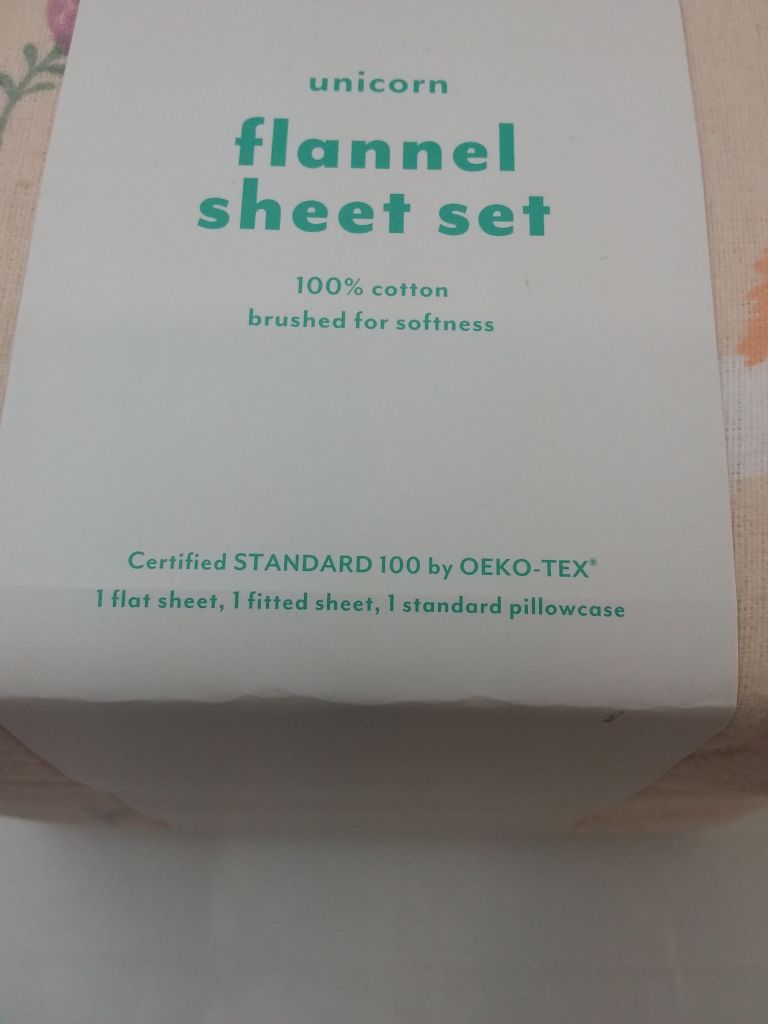 unicorn
flannel
sheet set
100% cotton
brushed for softness
Certified STANDARD 100 by OEKO-TEX®
1 flat sheet, 1 fitted sheet, 1 standard pillowcase